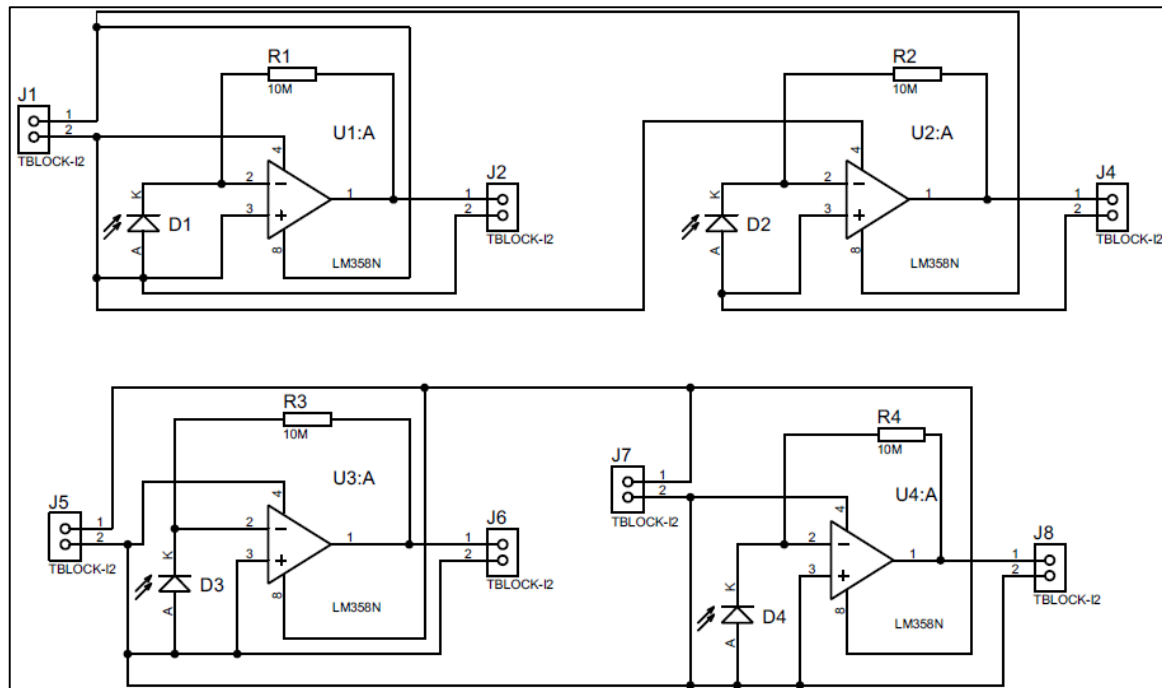 J1
1
2
TBLOCK-I2
R1
10M
U1:A
4
2
3
1
8
LM358N
K
A
D1
J2
1
2
TBLOCK-I2
R2
10M
U2:A
4
2
3
1
8
LM358N
K
A
D2
J4
1
2
TBLOCK-I2
J5
1
2
TBLOCK-I2
R3
10M
U3:A
4
2
3
1
8
LM358N
K
A
D3
J6
1
2
TBLOCK-I2
J7
1
2
TBLOCK-I2
R4
10M
U4:A
4
2
3
1
8
LM358N
K
A
D4
J8
1
2
TBLOCK-I2